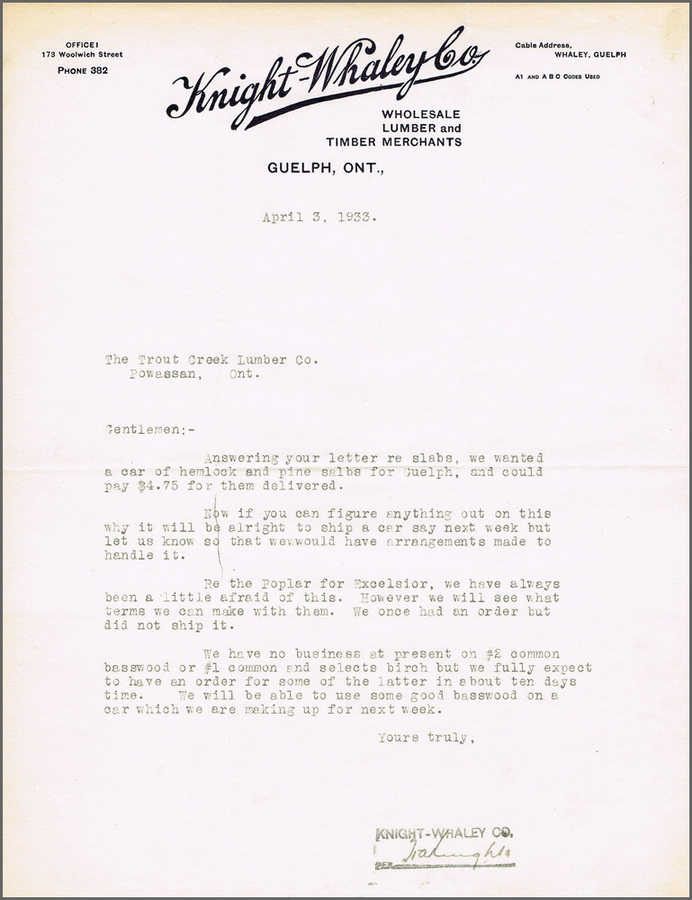 OFFICE
173 Woolwich Street
PHONE 382
Knight-Whaley Co.
Cable Address,
WHALEY, GUELPH
A1 AND A B C CODES USED
WHOLESALE
LUMBER and
TIMBER MERCHANTS
GUELPH, ONT.,
April 3, 1933.
The Trout Creek Lumber Co.
Powassan, Ont.
Gentlemen:-
Answering your letter re slabs, we wanted
a car of hemlock and pine salbs for Guelph, and could
pay $4.75 for them delivered.
Now if you can figure anything out on this
why it will be alright to ship a car say next week but
let us know so that wewwould have arrangements made to
handle it.
Re the Poplar for Excelsior, we have always
been a little afraid of this. However we will see what
terms we can make with them. We once had an order but
did not ship it.
We have no business at present on #2 common
basswood or #1 common and selects birch but we fully expect
to have an order for some of the latter in about ten days
time. We will be able to use some good basswood on a
car which we are making up for next week.
Yours truly,
KNIGHT-WHALEY CO.
PER